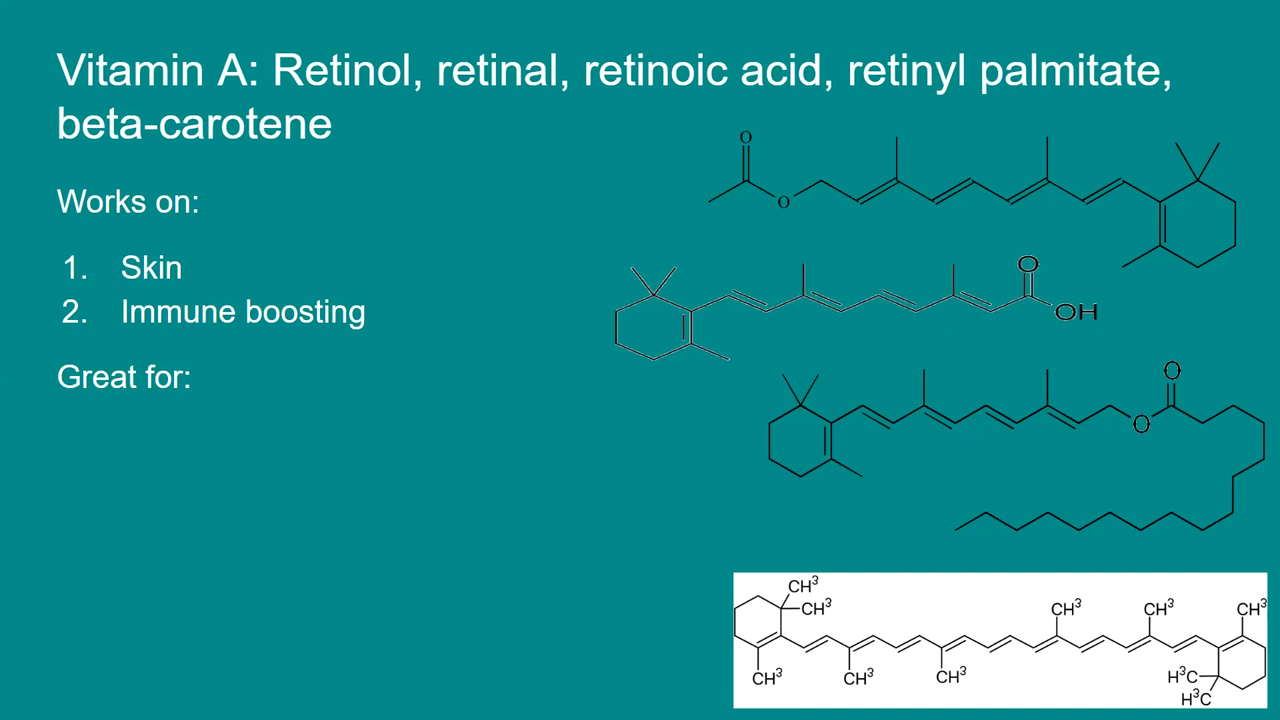 Vitamin A: Retinol, retinal, retinoic acid, retinyl palmitate,
beta-carotene
Works on:
1. Skin
2. Immune boosting
Great for:
O
O
O
OH
O
O
CH³
CH³
CH³ CH³ CH³
CH³ CH³ CH³ H³C
H³C